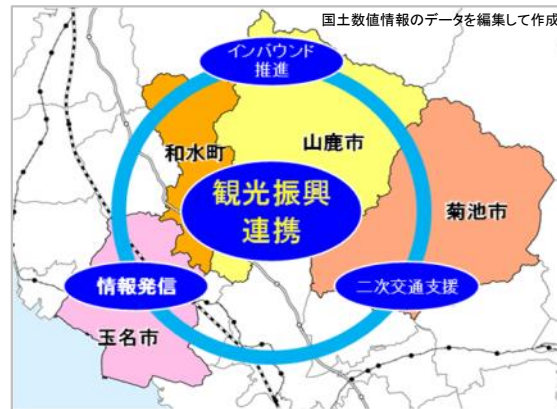 国土数値情報のデータを編集して作成
インバウンド
推進
和水町
山鹿市
観光振興
連携
菊池市
情報発信
二次交通支援
玉名市